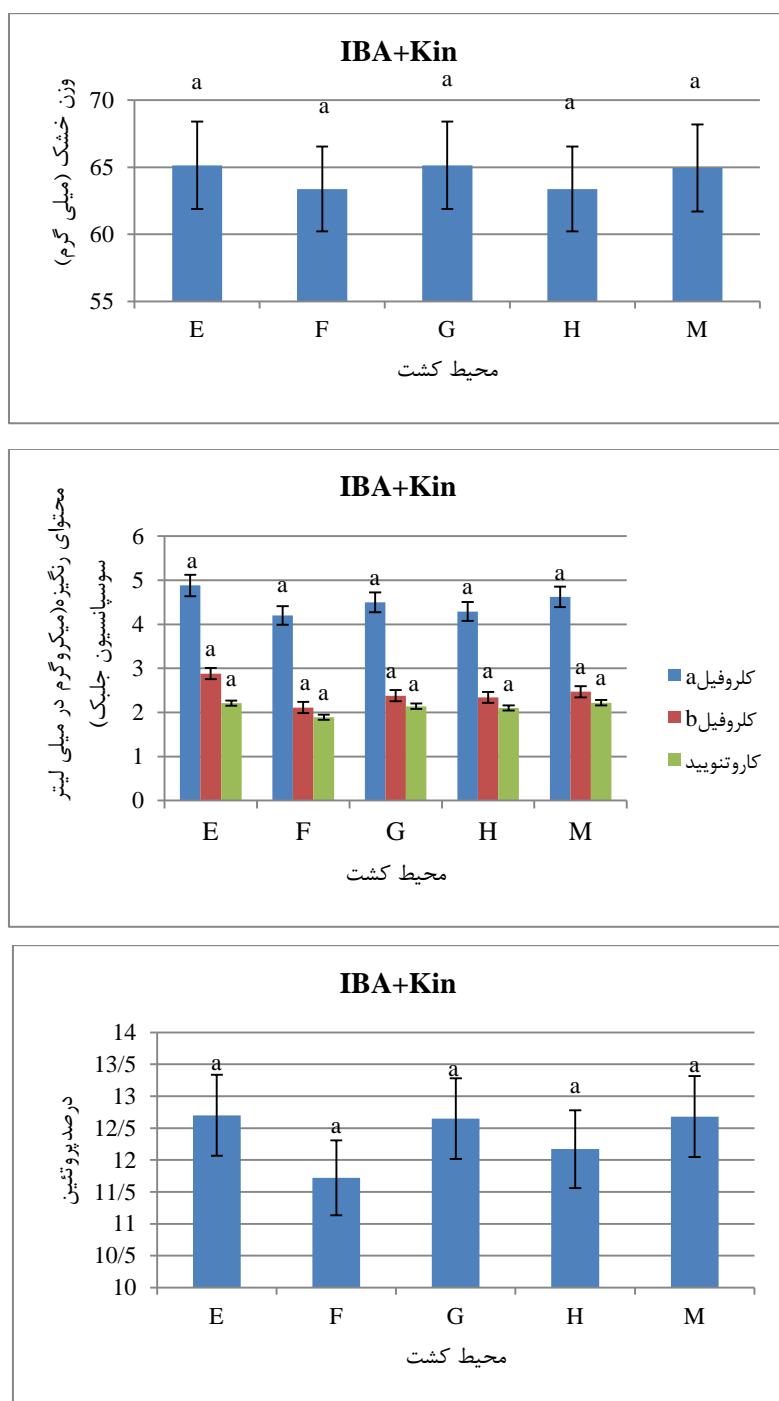 IBA+Kin
a a a a a
وزن خشک (میلی گرم)
70
65
60
55
E F G H M
محیط کشت
IBA+Kin
محتوای رنگیزه(میکروگرم در میلی لیتر
سوسپانسیون جلبک)
6
5
4
3
2
1
0
a a a a a
a a a a a
a a a a a
کلروفیلa
کلروفیلb
کاروتنویید
E F G H M
محیط کشت
IBA+Kin
درصدپروتئین
14
13/5
13
12/5
12
11/5
11
10/5
10
a a a a a
E F G H M
محیط کشت